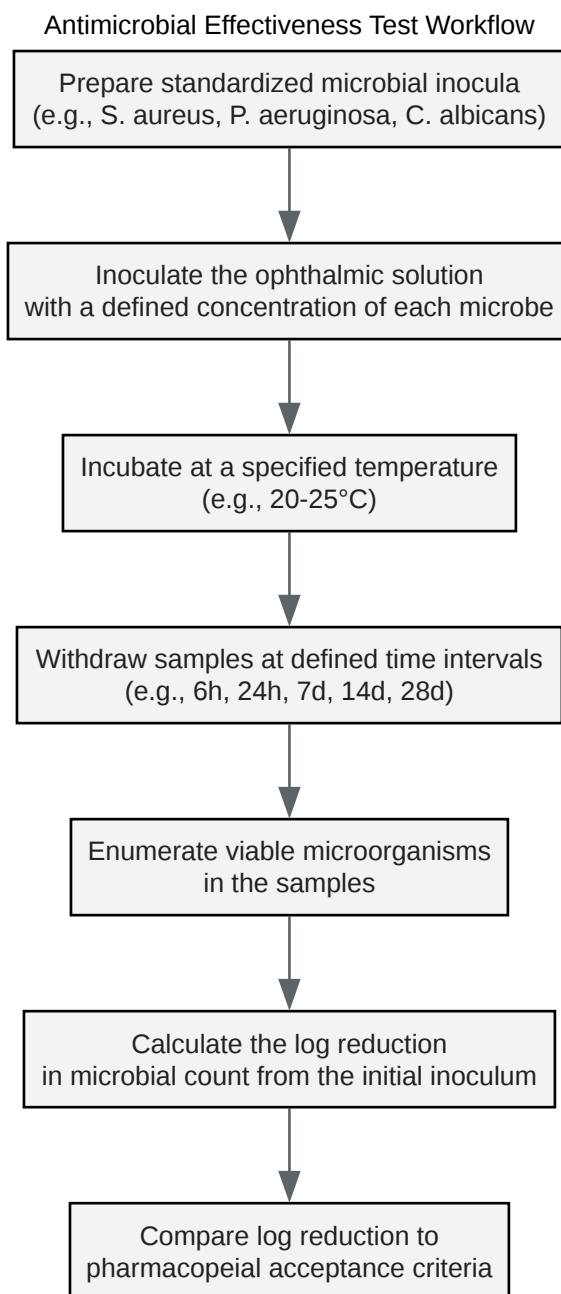 Antimicrobial Effectiveness Test Workflow
Prepare standardized microbial inocula
(e.g., S. aureus, P. aeruginosa, C. albicans)
Inoculate the ophthalmic solution
with a defined concentration of each microbe
Incubate at a specified temperature
(e.g., 20-25°C)
Withdraw samples at defined time intervals
(e.g., 6h, 24h, 7d, 14d, 28d)
Enumerate viable microorganisms
in the samples
Calculate the log reduction
in microbial count from the initial inoculum
Compare log reduction to
pharmacopeial acceptance criteria